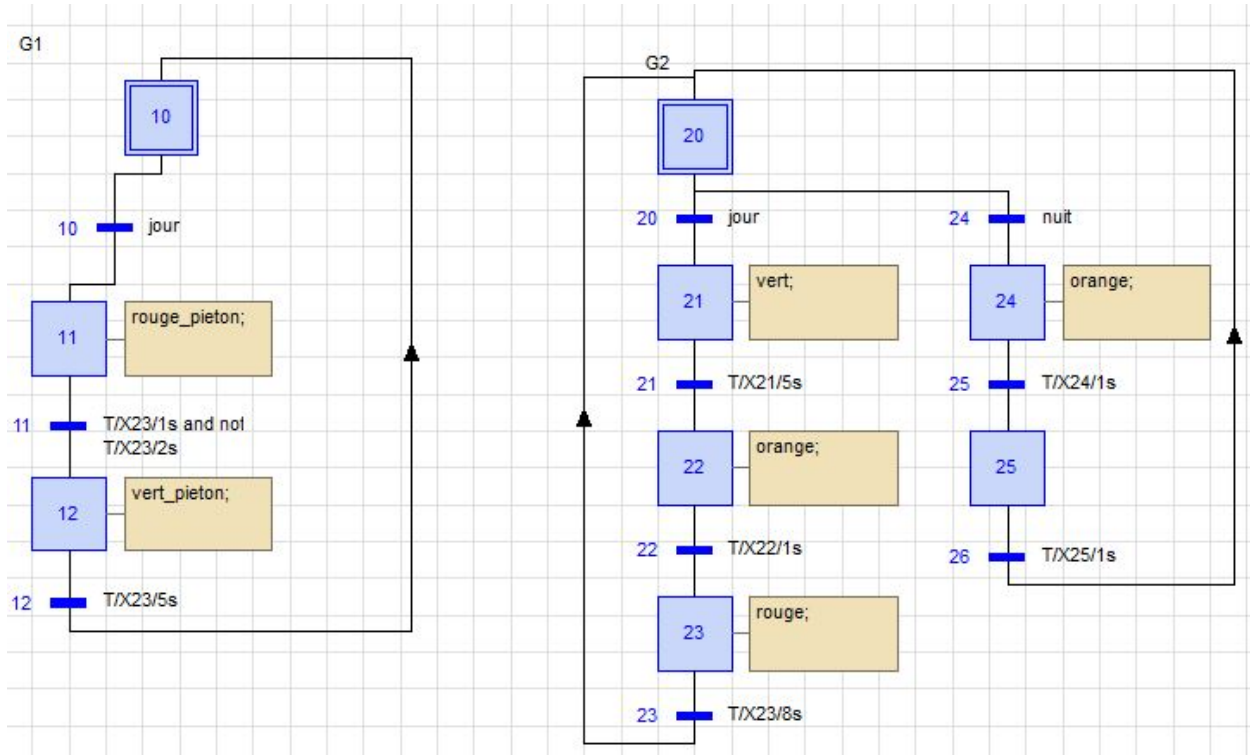 G1
10
10 jour
11 rouge_pieton;
11 T/X23/1s and not
T/X23/2s
12 vert_pieton;
12 T/X23/5s
G2
20
20 jour
24 nuit
21 vert;
24 orange;
21 T/X21/5s
25 T/X24/1s
22 orange;
25
22 T/X22/1s
26 T/X25/1s
23 rouge;
23 T/X23/8s